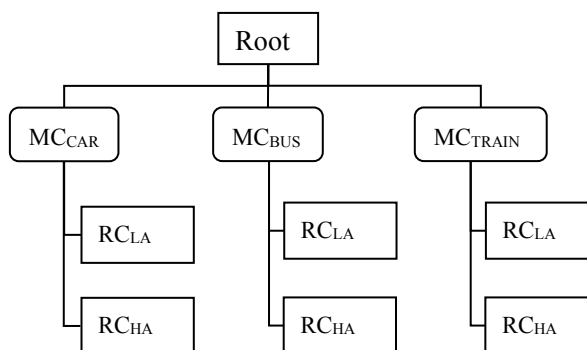 Root
MCCAR MCBUS MCTRAIN
RCLA RCLA RCLA
RCHA RCHA RCHA